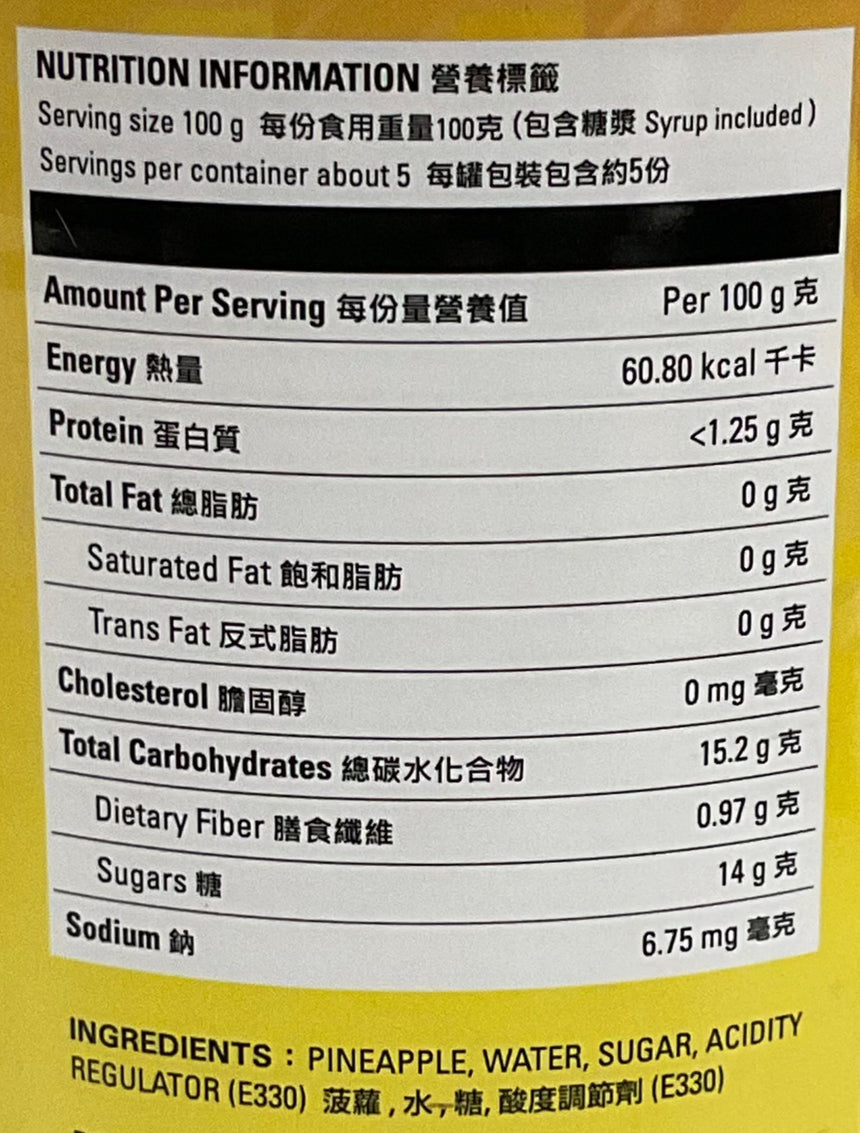 NUTRITION INFORMATION 營養標籤
Serving size 100 g 每份食用重量100克 (包含糖漿 Syrup included)
Servings per container about 5 每罐包裝包含約5份
Amount Per Serving 每份量營養值 Per 100 g 克
Energy 熱量 60.80 kcal 千卡
Protein 蛋白質 <1.25 g 克
Total Fat 總脂肪 0 g 克
Saturated Fat 飽和脂肪 0 g 克
Trans Fat 反式脂肪 0 g 克
Cholesterol 膽固醇 0 mg 毫克
Total Carbohydrates 總碳水化合物 15.2 g 克
Dietary Fiber 膳食纖維 0.97 g 克
Sugars 糖 14 g 克
Sodium 鈉 6.75 mg 毫克
INGREDIENTS : PINEAPPLE, WATER, SUGAR, ACIDITY
REGULATOR (E330) 菠蘿 , 水 , 糖, 酸度調節劑 (E330)